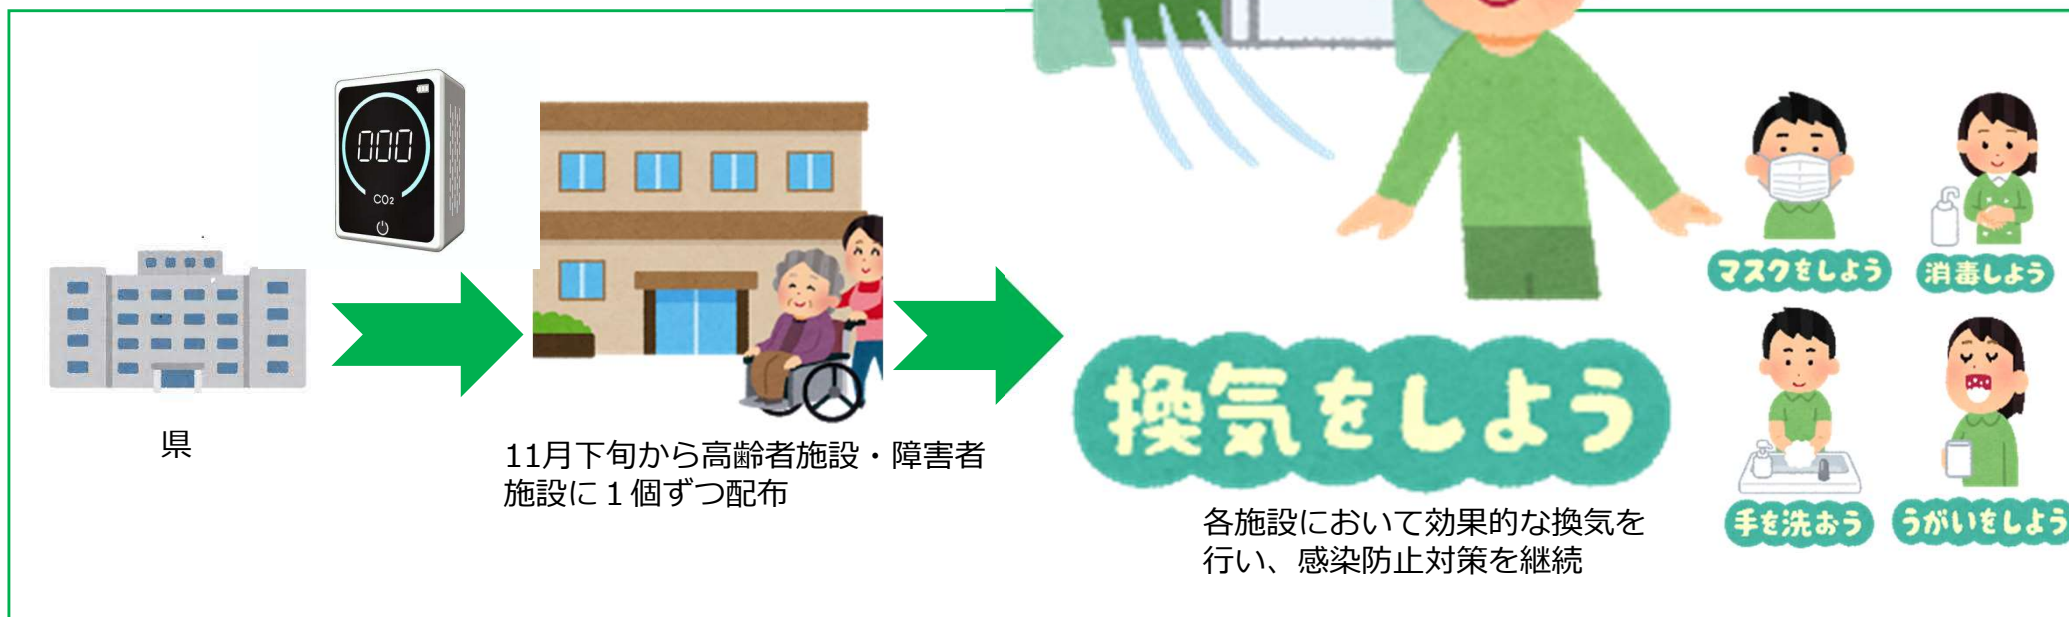 000
CO2
県
11月下旬から高齢者施設・障害者
施設に１個ずつ配布
換気をしよう
各施設において効果的な換気を
行い、感染防止対策を継続
マスクをしよう
消毒しよう
手を洗おう
うがいをしよう